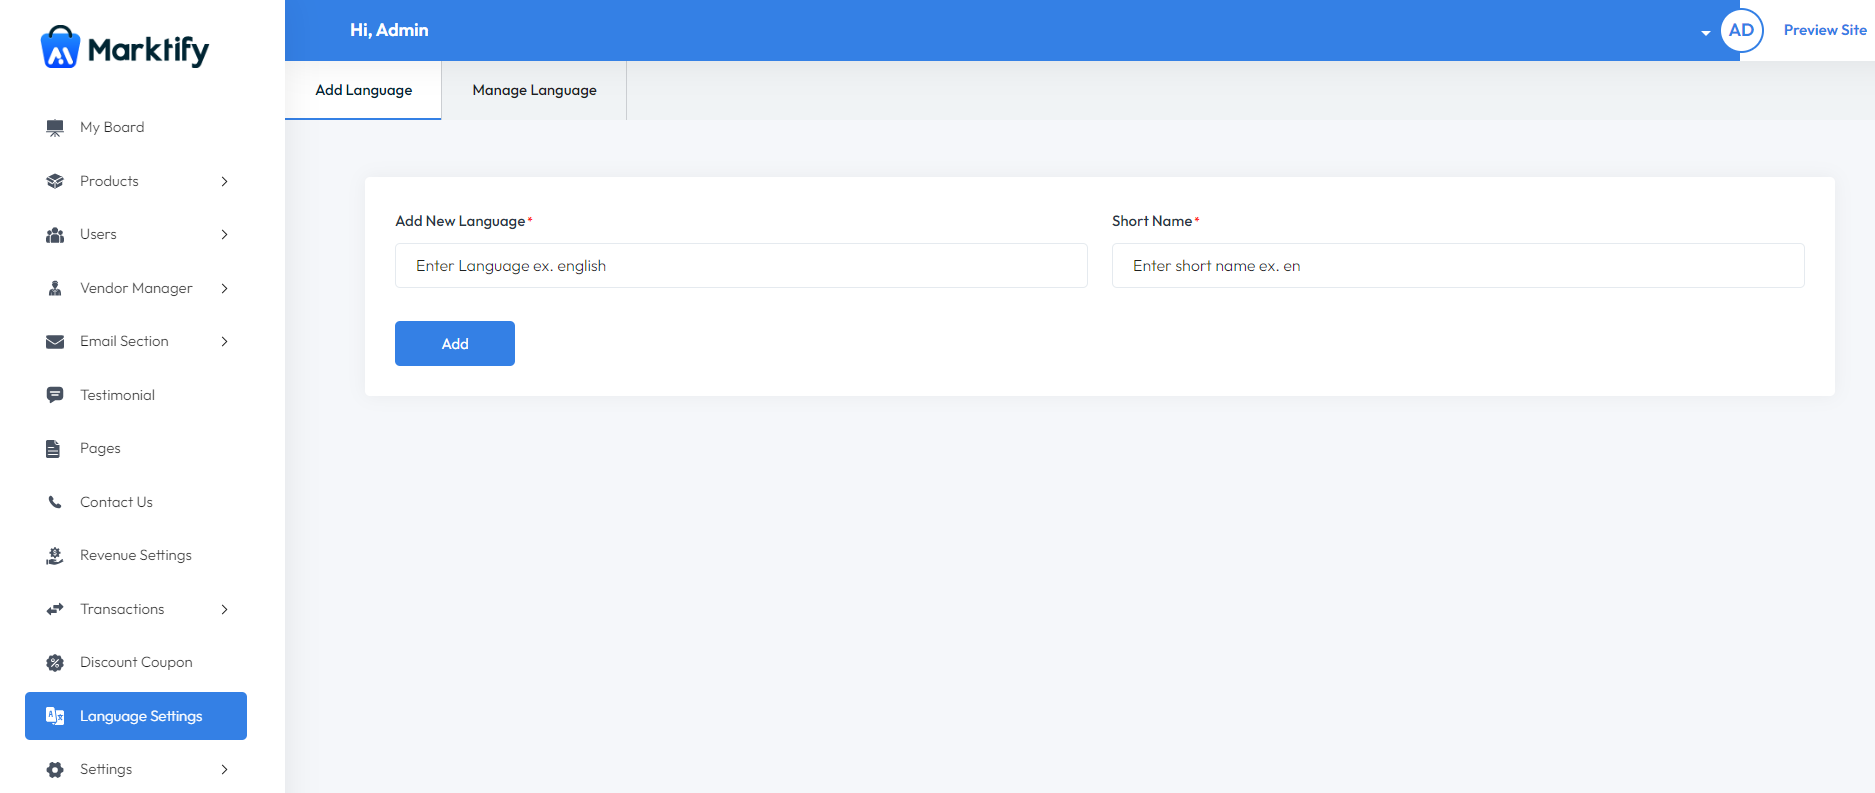 Marktify
Hi, Admin
AD
Preview Site
Add Language
Manage Language
My Board
Products
Users
Vendor Manager
Email Section
Testimonial
Pages
Contact Us
Revenue Settings
Transactions
Discount Coupon
Language Settings
Settings
Add New Language*
Enter Language ex. english
Short Name*
Enter short name ex. en
Add